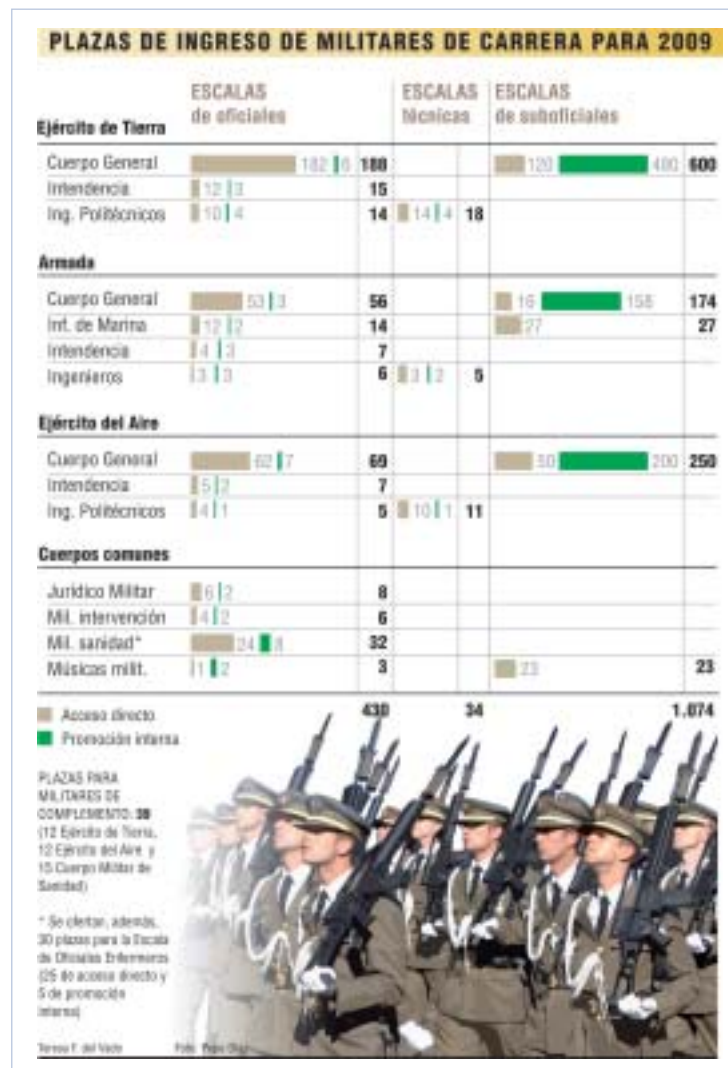 PLAZAS DE INGRESO DE MILITARES DE CARRERA PARA 2009
ESCALAS de oficiales
ESCALAS técnicas
ESCALAS de suboficiales
Ejército de Tierra
Cuerpo General 182 6 188 120 480 600
Intendencia 12 3 15
Ing. Politécnicos 10 4 14 14 4 18
Armada
Cuerpo General 53 3 56 16 158 174
Inf. de Marina 12 2 14 27 27
Intendencia 4 3 7
Ingenieros 3 3 6 3 2 5
Ejército del Aire
Cuerpo General 62 7 69 50 200 250
Intendencia 5 2 7
Ing. Politécnicos 4 1 5 10 1 11
Cuerpos comunes
Jurídico Militar 6 2 8
Mil. intervención 4 2 6
Mil. sanidad* 24 8 32
Músicas milit. 1 2 3 23 23
430 34 1.074
Acceso directo
Promoción interna
PLAZAS PARA
MILITARES DE
COMPLEMENTO: 39
(12 Ejército de Tierra,
12 Ejército del Aire y
15 Cuerpo Militar de
Sanidad)
* Se ofertan, además,
30 plazas para la Escala
de Oficiales Enfermeros
(25 de acceso directo y
5 de promoción
interna)
Teresa F. del Vado
Foto: Pepe Díaz